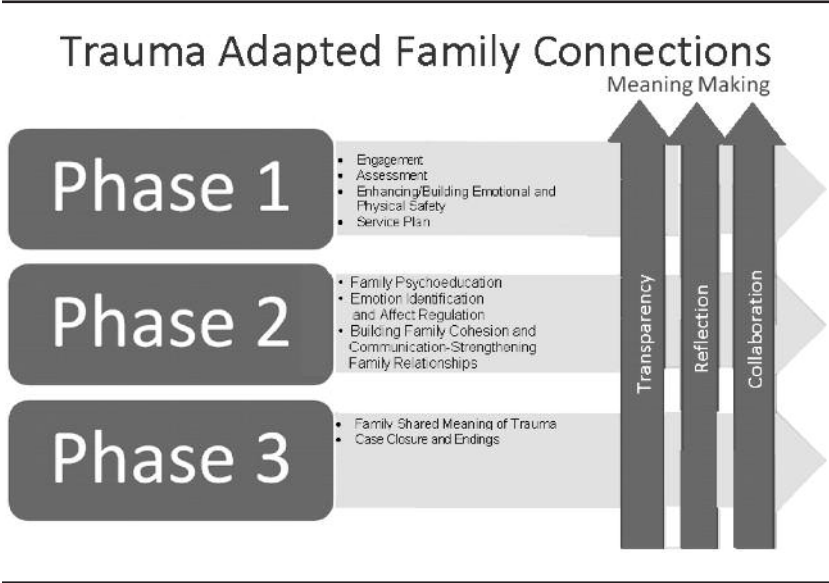 Trauma Adapted Family Connections
Meaning Making
Phase 1
• Engagement
• Assessment
• Enhancing/Building Emotional and
Physical Safety
• Service Plan
Phase 2
• Family Psychoeducation
• Emotion Identification
and Affect Regulation
• Building Family Cohesion and
Communication-Strengthening
Family Relationships
Phase 3
• Family Shared Meaning of Trauma
• Case Closure and Endings
Transparency
Reflection
Collaboration